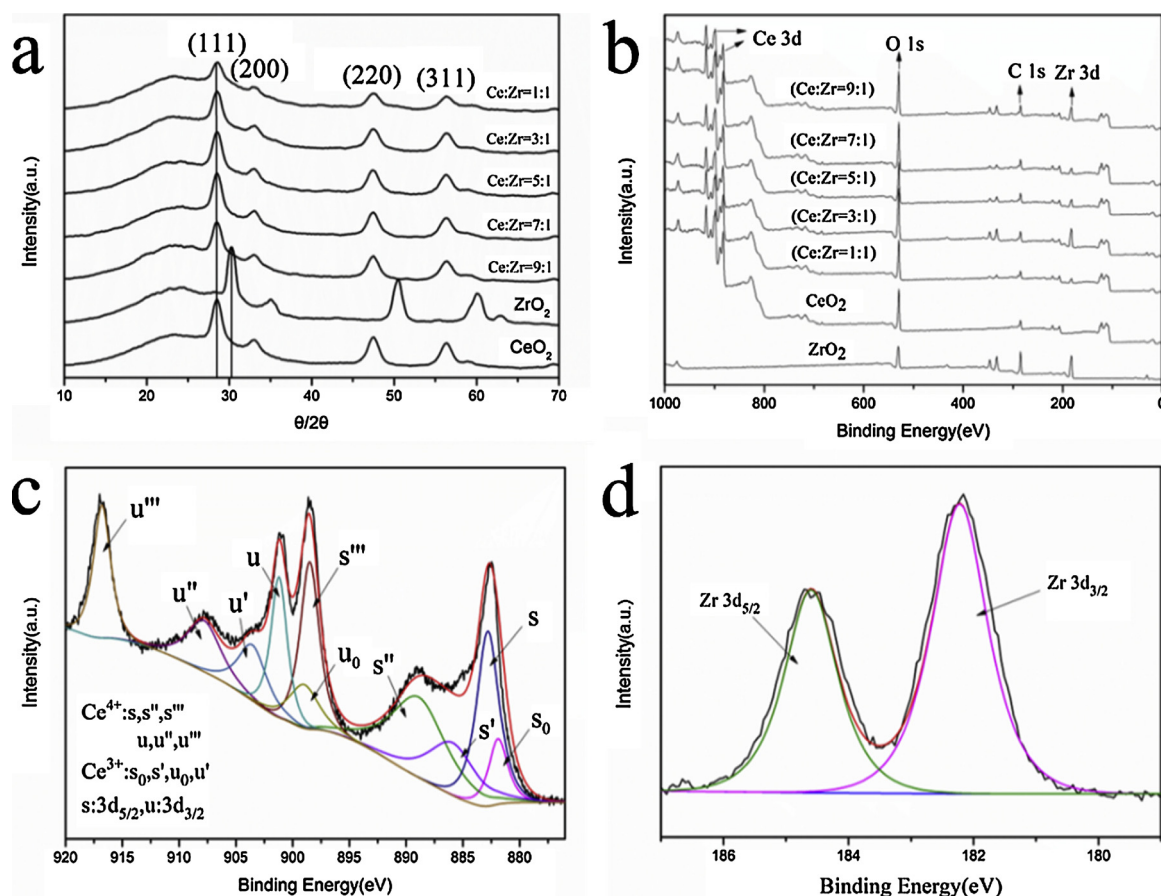 a
(111)
(200)
(220)
(311)
Ce:Zr=1:1
Ce:Zr=3:1
Ce:Zr=5:1
Ce:Zr=7:1
Ce:Zr=9:1
ZrO₂
CeO₂
Intensity(a.u.)
10 20 30 40 50 60 70
θ/2θ
b
Ce 3d
O 1s
C 1s
Zr 3d
(Ce:Zr=9:1)
(Ce:Zr=7:1)
(Ce:Zr=5:1)
(Ce:Zr=3:1)
(Ce:Zr=1:1)
CeO₂
ZrO₂
Intensity(a.u.)
1000 800 600 400 200 0
Binding Energy(eV)
c
u'''
u''
u'
u
s'''
u₀
s''
s'
s
s₀
Ce⁴⁺:s,s'',s'''
u,u'',u'''
Ce³⁺:s₀,s',u₀,u'
s:3d₅/₂,u:3d₃/₂
Intensity(a.u.)
920 915 910 905 900 895 890 885 880
Binding Energy(eV)
d
Zr 3d₅/₂
Zr 3d₃/₂
Intensity(a.u.)
186 184 182 180
Binding Energy(eV)